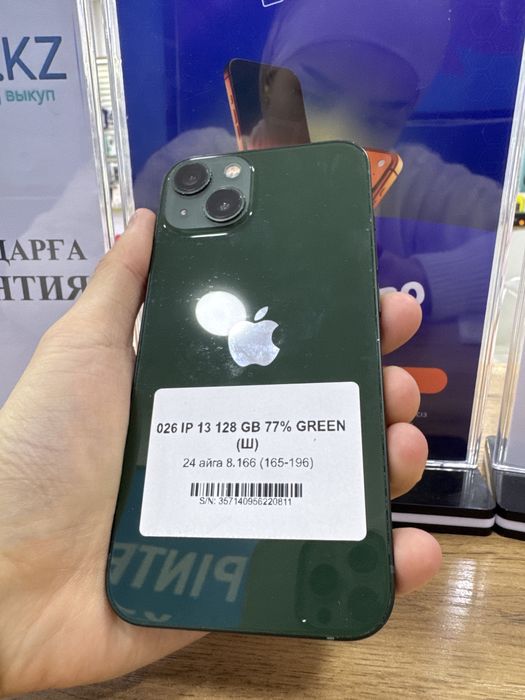 .KZ
выкуп
ДАРҒА
НТИЯ
026 IP 13 128 GB 77% GREEN
(Ш)
24 айға 8.166 (165-196)
S/N: 357140956220811